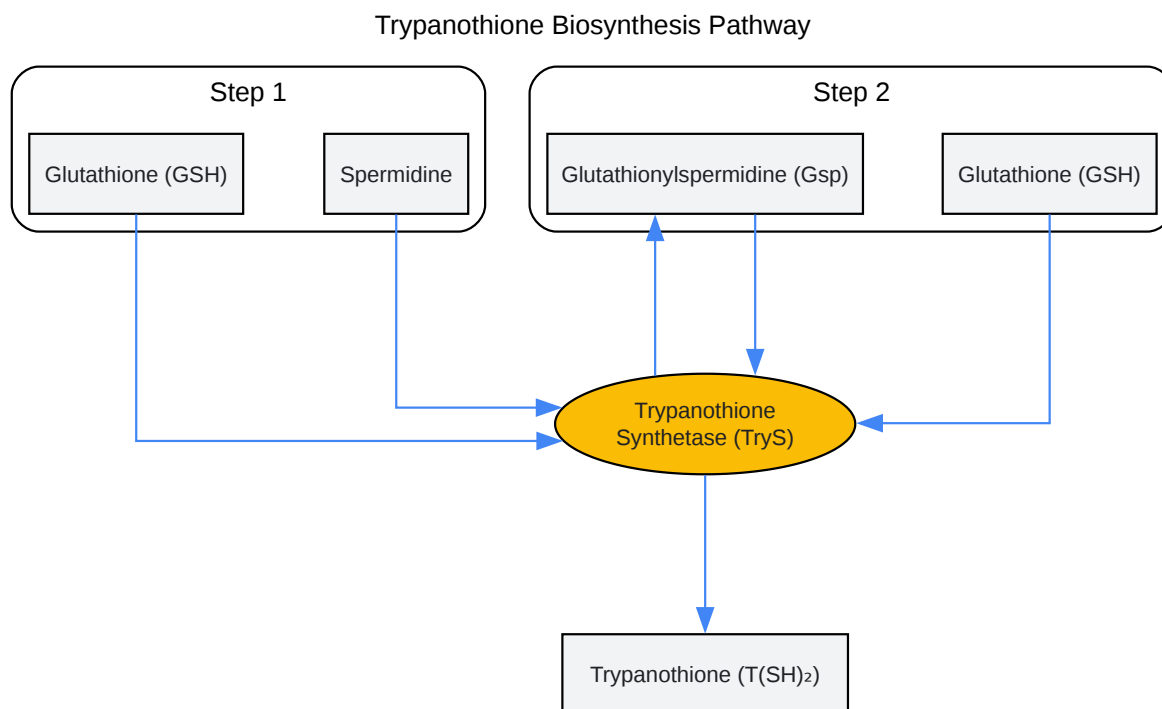 Trypanothione Biosynthesis Pathway
Step 1
Step 2
Glutathione (GSH)
Spermidine
Glutathionylspermidine (Gsp)
Glutathione (GSH)
Trypanothione
Synthetase (TryS)
Trypanothione (T(SH)₂)